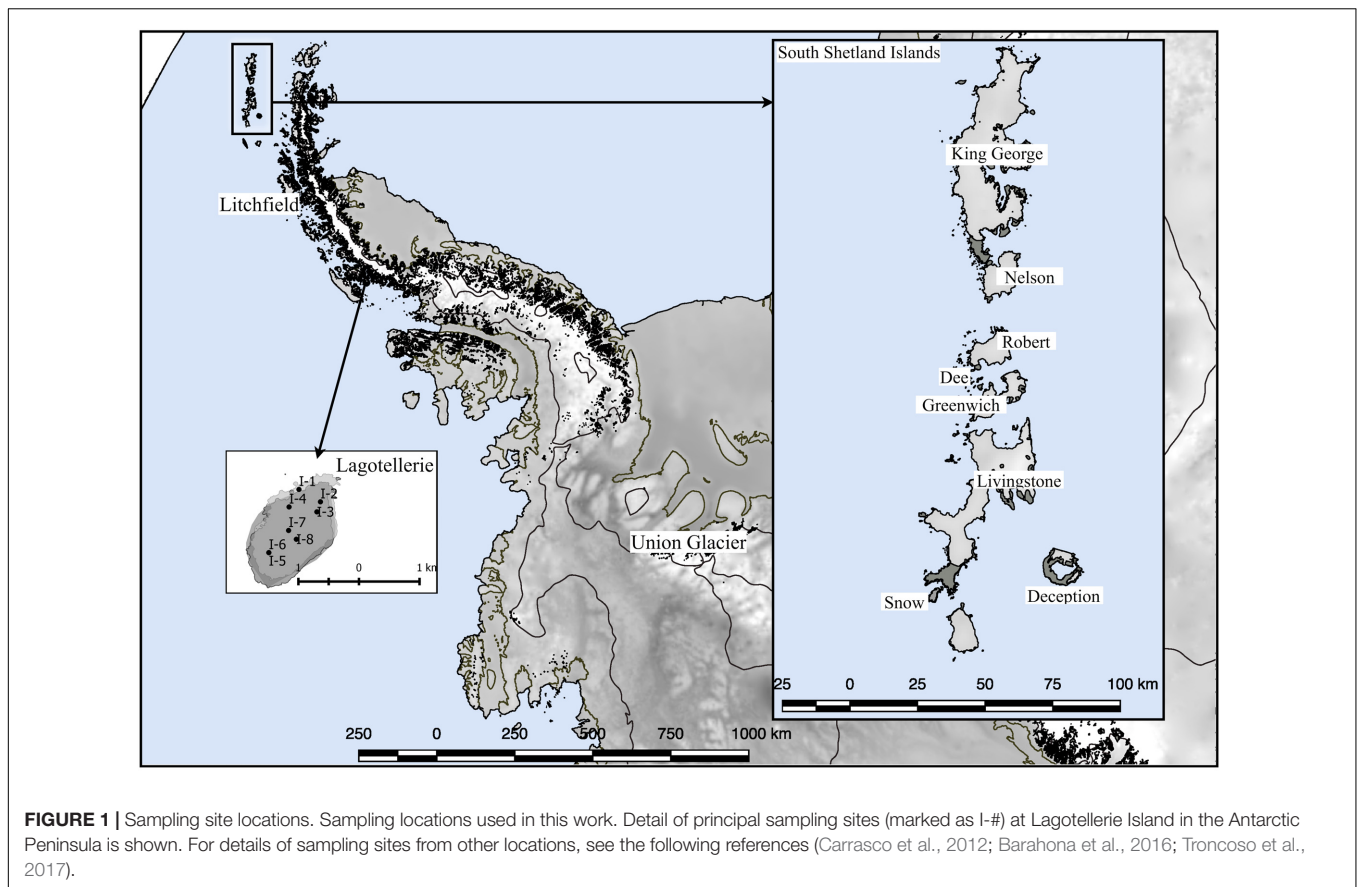 South Shetland Islands
King George
Litchfield
Nelson
Robert
Dee
Greenwich
Lagotellerie
I-1
I-2
I-4
I-3
I-7
I-8
I-6
I-5
1 0 1 km
Livingstone
Union Glacier
Snow
Deception
25 0 25 50 75 100 km
250 0 250 500 750 1000 km
FIGURE 1 | Sampling site locations. Sampling locations used in this work. Detail of principal sampling sites (marked as I-#) at Lagotellerie Island in the Antarctic
Peninsula is shown. For details of sampling sites from other locations, see the following references (Carrasco et al., 2012; Barahona et al., 2016; Troncoso et al.,
2017).